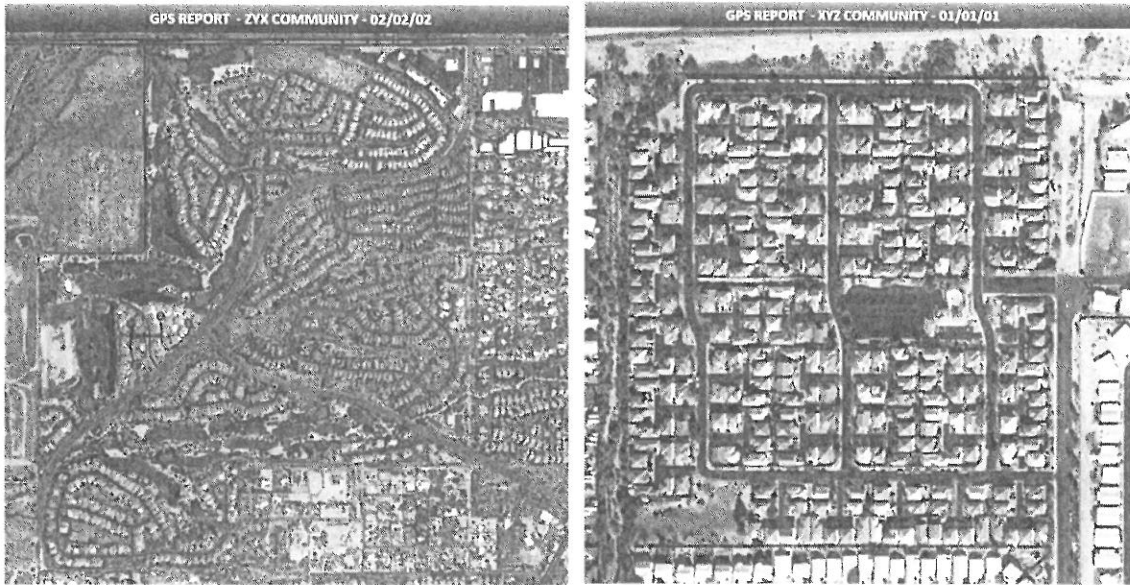 GPS REPORT - ZYX COMMUNITY - 02/02/02
GPS REPORT - XYZ COMMUNITY - 01/01/01